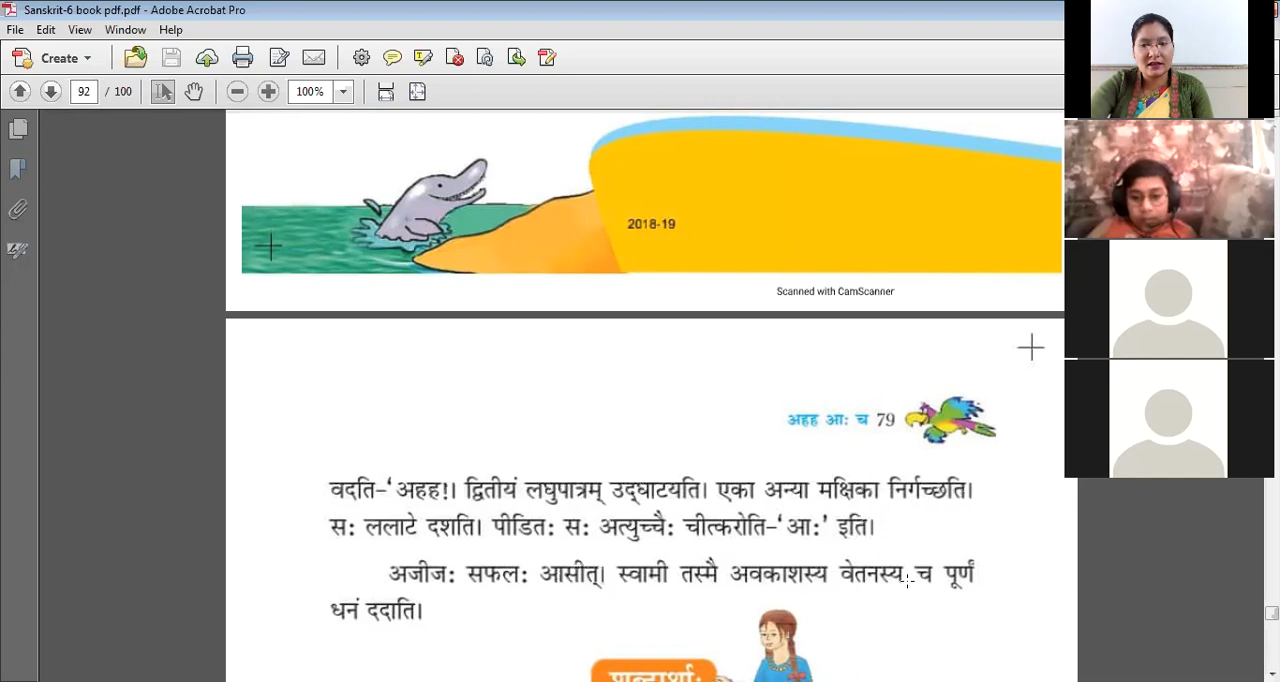 Sanskrit-6 book pdf.pdf - Adobe Acrobat Pro
File Edit View Window Help
Create
92 / 100 100%
2018-19
Scanned with CamScanner
अहह आः च 79
वदति-‘अहह!। द्वितीयं लघुपात्रम् उद्घाटयति। एका अन्या मक्षिका निर्गच्छति।
सः ललाटे दशति। पीडितः सः अत्युच्चैः चीत्करोति-‘आः’ इति।
अजीजः सफलः आसीत्। स्वामी तस्मै अवकाशस्य वेतनस्य च पूर्णं
धनं ददाति।
शब्दार्थाः